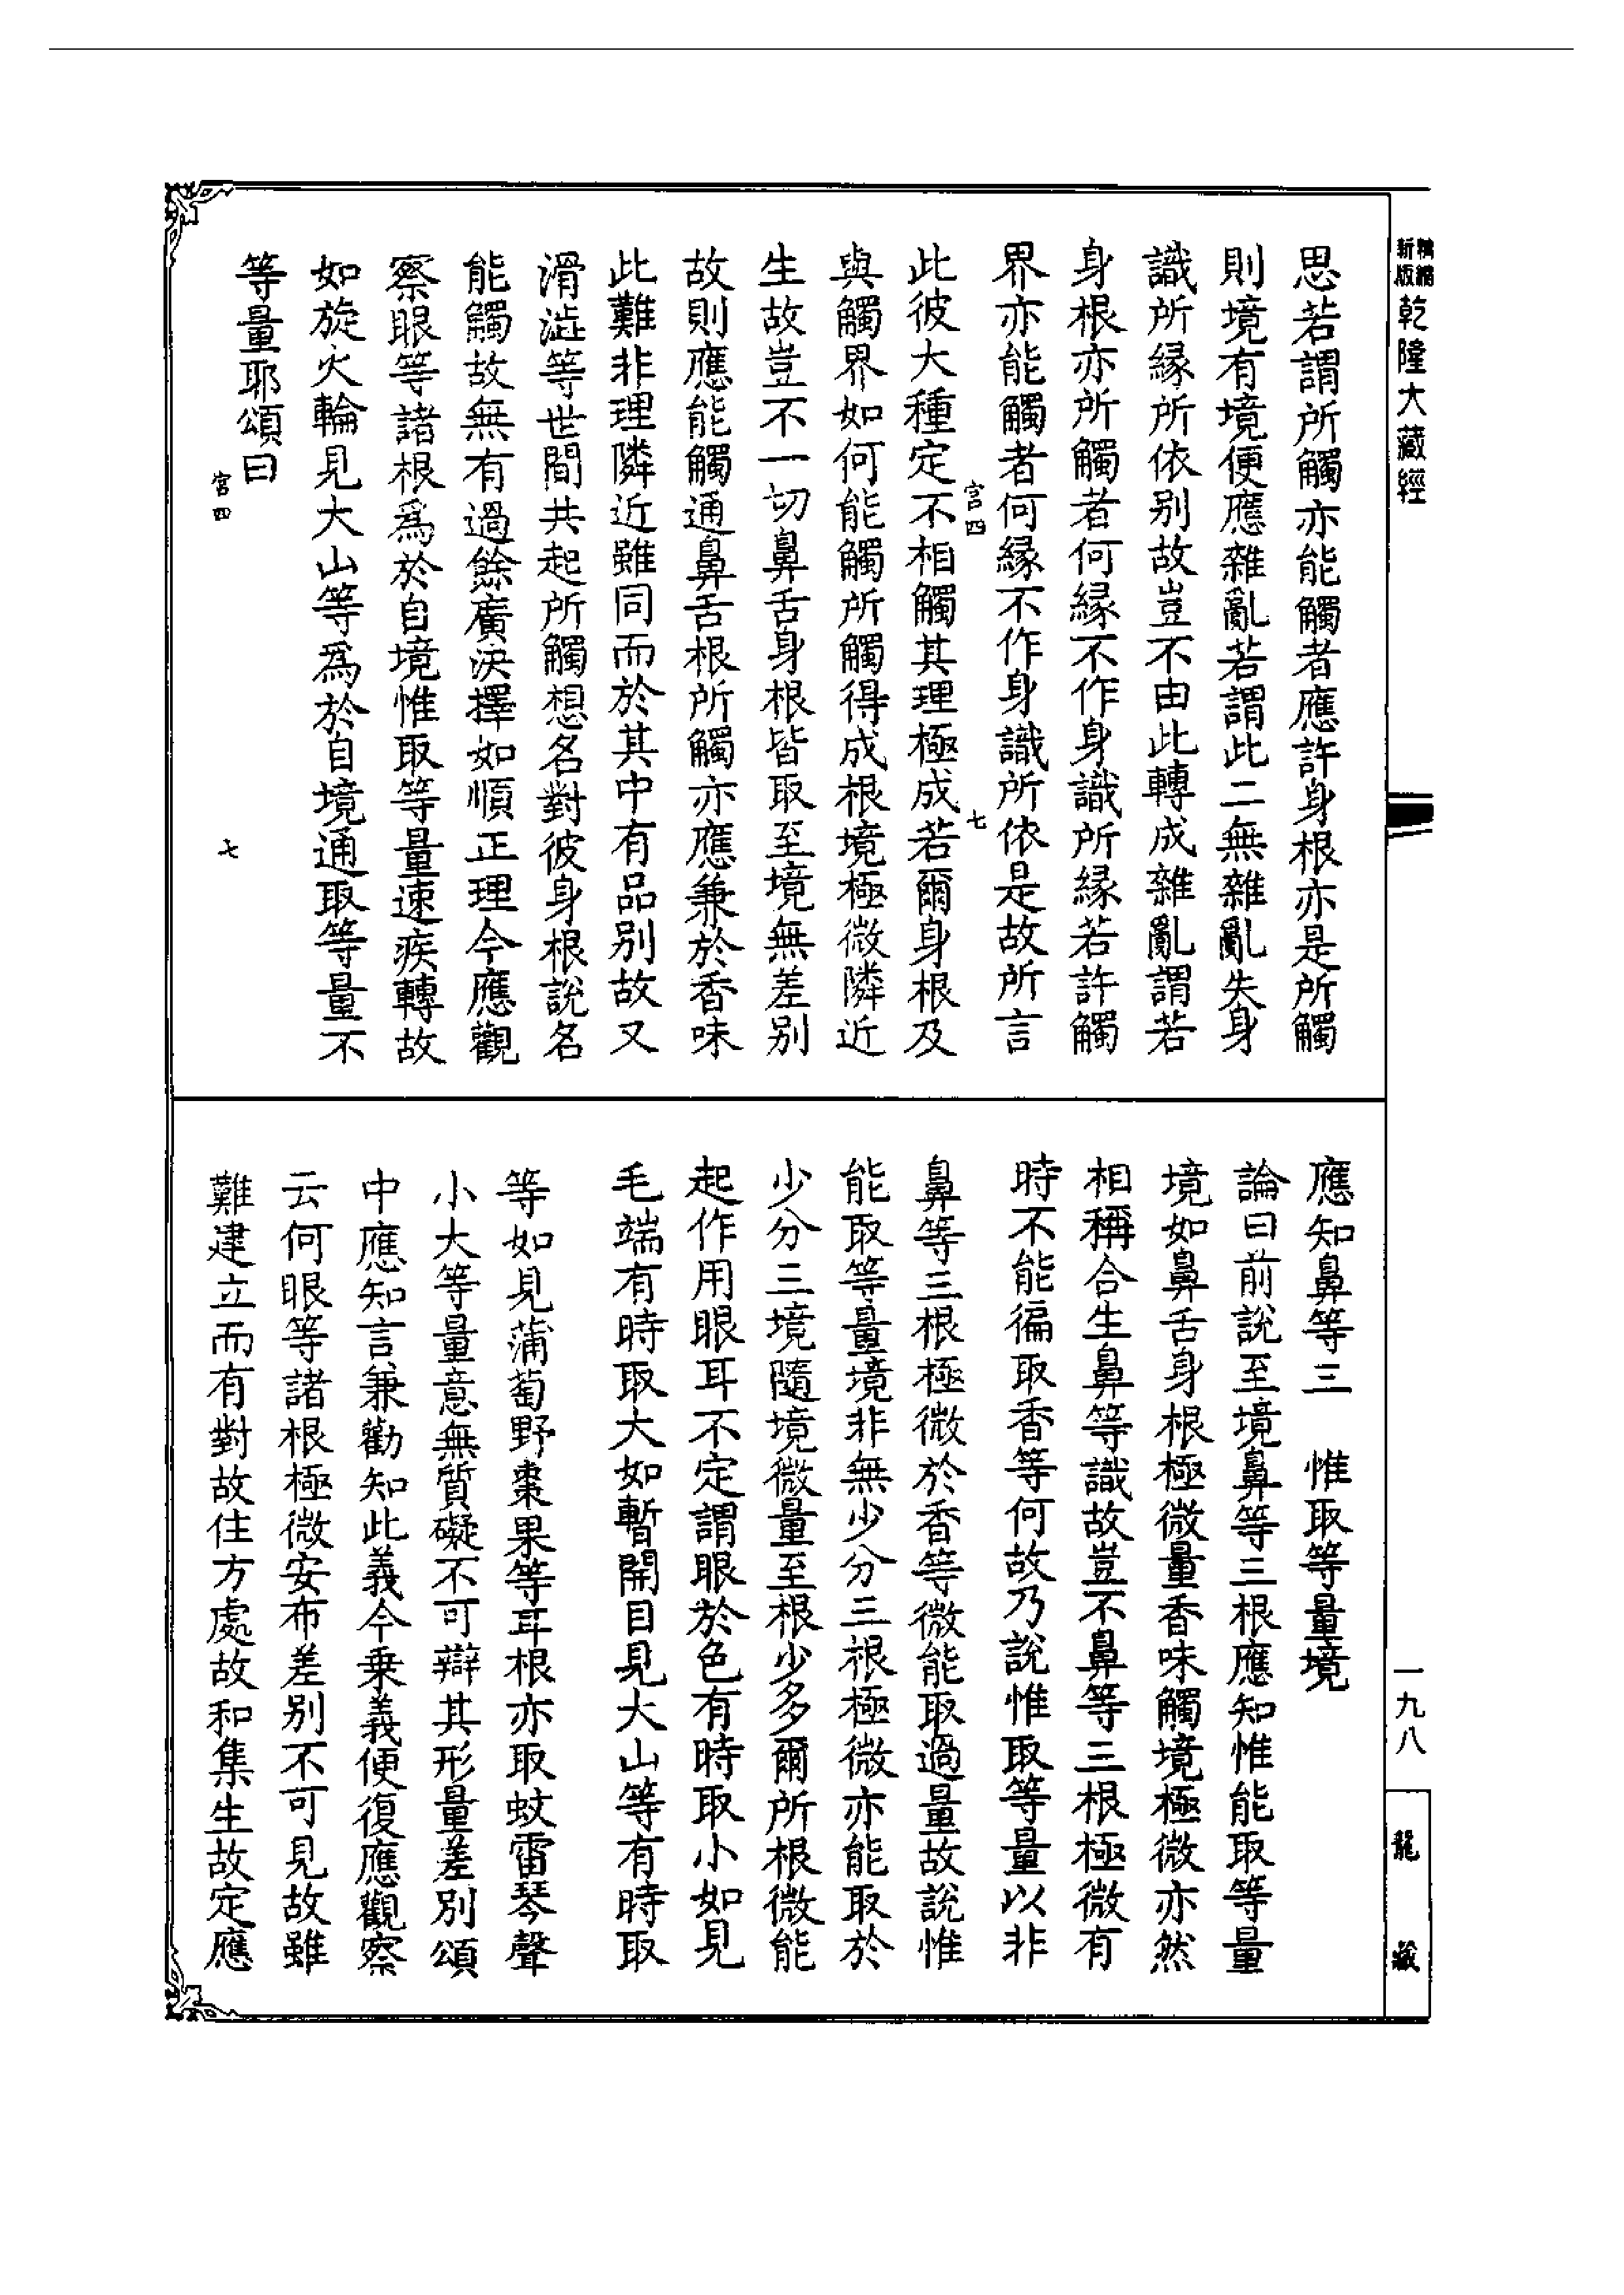 精縮新版乾隆大藏經
一九八
龍藏
思若謂所觸亦能觸者應許身根亦是所觸
則境有境便應雜亂若謂此二無雜亂失身
識所緣所依別故豈不由此轉成雜亂謂若
身根亦所觸者何緣不作身識所緣若許觸
界亦能觸者何緣不作身識所依是故所言
宫四
七
此彼大種定不相觸其理極成若爾身根及
與觸界如何能觸所觸得成根境極微隣近
生故豈不一切鼻舌身根皆取至境無差別
故則應能觸通鼻舌根所觸亦應兼於香味
此難非理隣近雖同而於其中有品別故又
滑澁等世間共起所觸想名對彼身根說名
能觸故無有過餘廣決擇如順正理今應觀
察眼等諸根爲於自境惟取等量速疾轉故
如旋火輪見大山等爲於自境通取等量不
等量耶頌曰
宫四
七
應知鼻等三　惟取等量境
論曰前說至境鼻等三根應知惟能取等量
境如鼻舌身根極微量香味觸境極微亦然
相稱合生鼻等識故豈不鼻等三根極微有
時不能徧取香等何故乃說惟取等量以非
鼻等三根極微於香等微能取過量故說惟
能取等量境非無少分三根極微亦能取於
少分三境隨境微量至根少多爾所根微能
起作用眼耳不定謂眼於色有時取小如見
毛端有時取大如暫開目見大山等有時取
等如見蒲萄野棗果等耳根亦取蚊雷琴聲
小大等量意無質礙不可辯其形量差別頌
中應知言兼勸知此義今乗義便復應觀察
云何眼等諸根極微安布差別不可見故雖
難建立而有對故住方處故和集生故定應